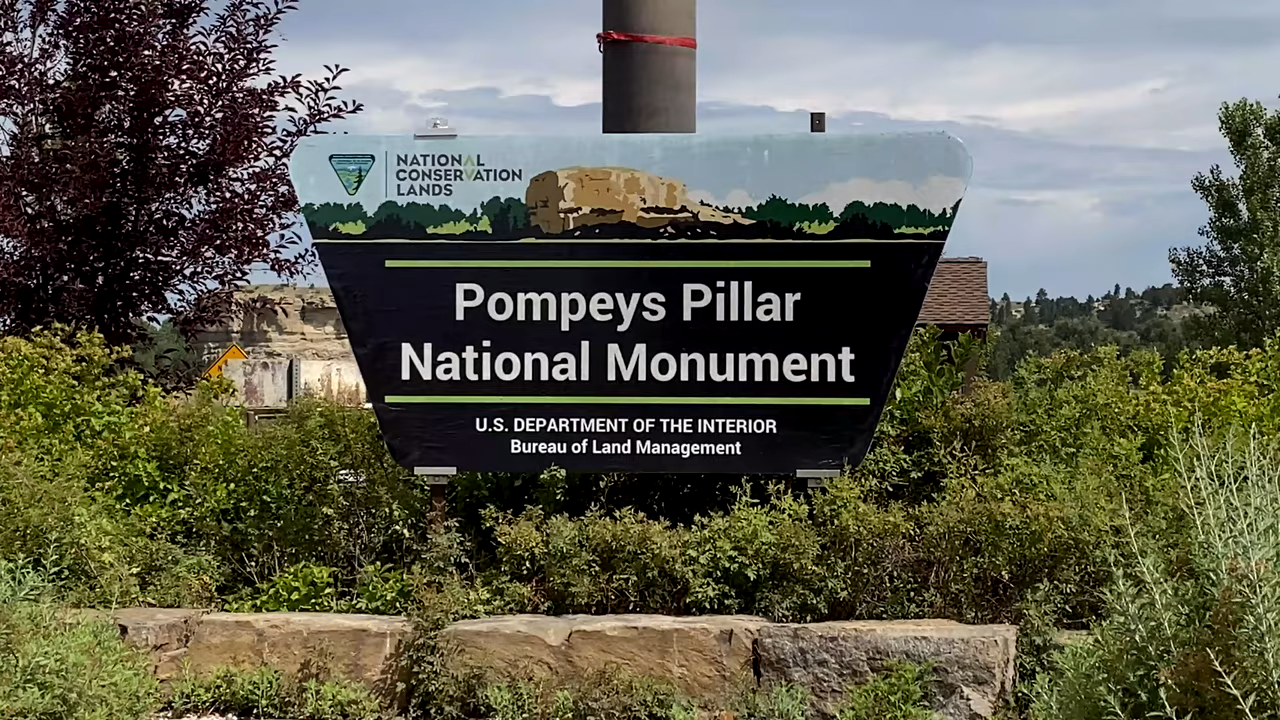 NATIONAL
CONSERVATION
LANDS
Pompeys Pillar
National Monument
U.S. DEPARTMENT OF THE INTERIOR
Bureau of Land Management